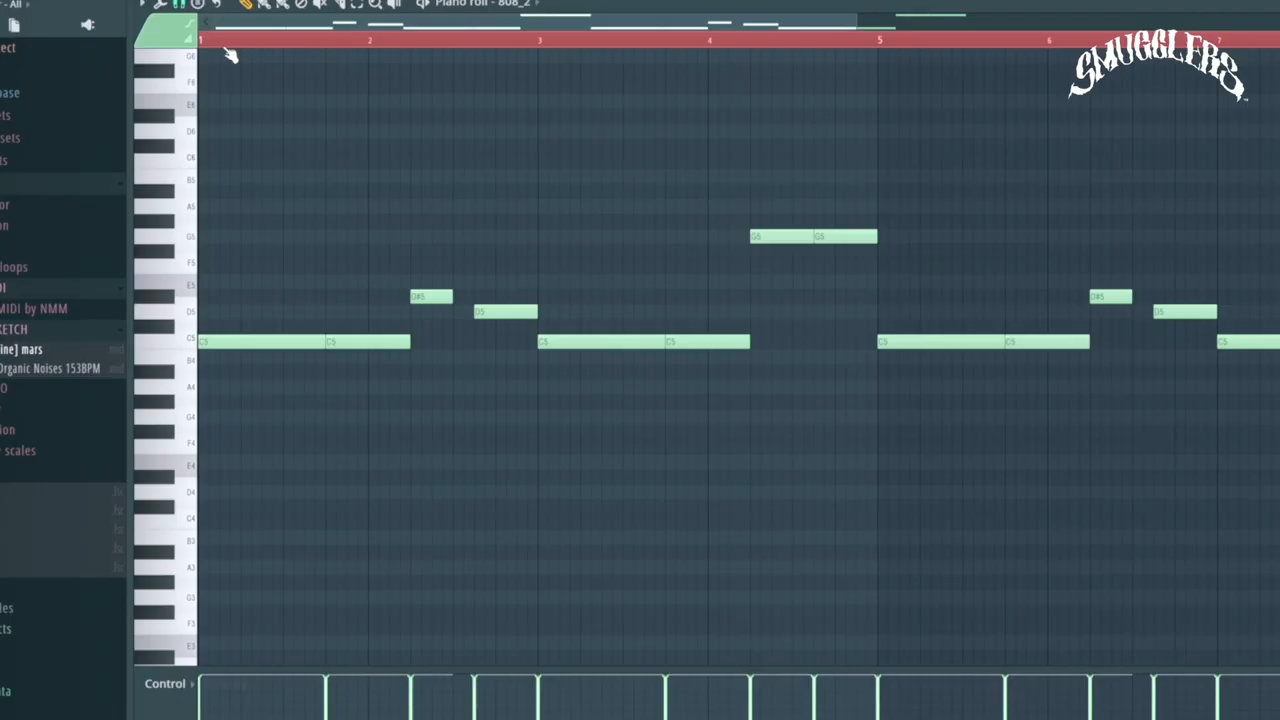 - All
Piano roll - 808_2
1 2 3 4 5 6 7
SMUGGLERS
G6
F6
E6
D6
C6
B5
A5
G5
F5
E5
D5
C5
B4
A4
G4
F4
E4
D4
C4
B3
A3
G3
F3
E3
G5 G5
D#5 D#5
D5 D5
C5 C5 C5 C5 C5 C5 C5
ect
base
ets
sets
ts
or
on
loops
DI
MIDI by NMM
KETCH
ine] mars
Organic Noises 153BPM
O
ion
e scales
les
cts
ta
Control